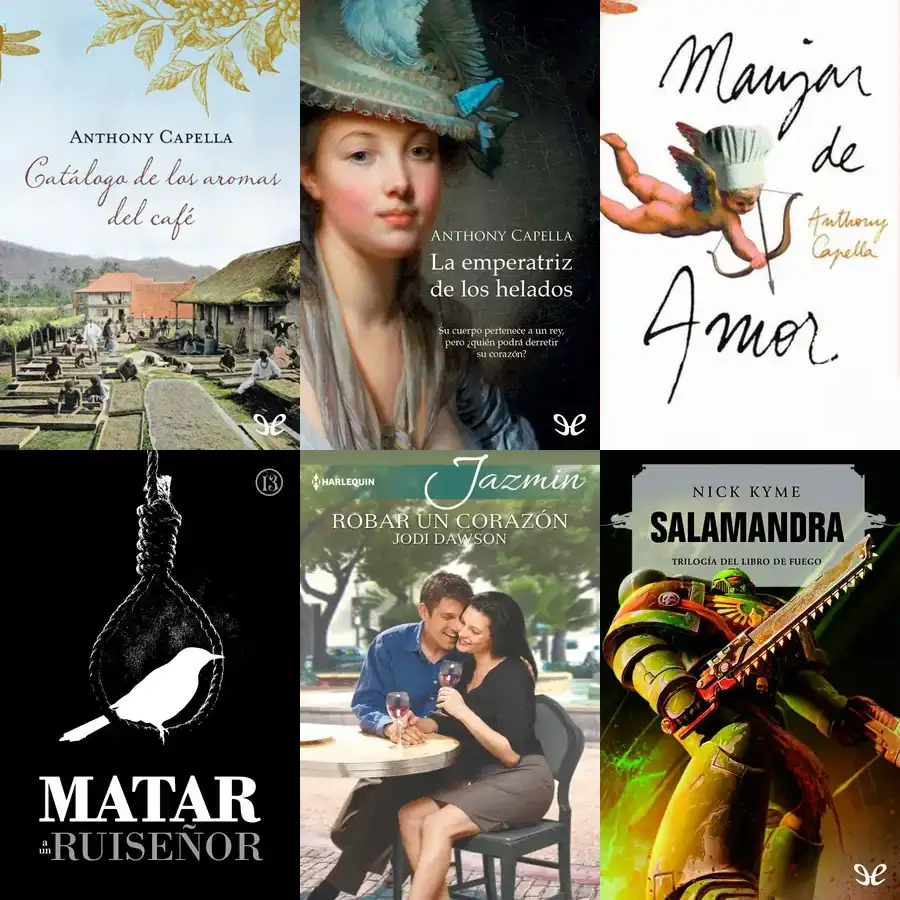 ANTHONY CAPELLA
Catálogo de los aromas
del café
ANTHONY CAPELLA
La emperatriz
de los helados
Su cuerpo pertenece a un rey,
pero ¿quién podrá derretir
su corazón?
Manjar
de
Anthony
Capella
Amor.
13
MATAR
a un RUISEÑOR
HARLEQUIN
Jazmín
ROBAR UN CORAZÓN
JODI DAWSON
NICK KYME
SALAMANDRA
TRILOGÍA DEL LIBRO DE FUEGO